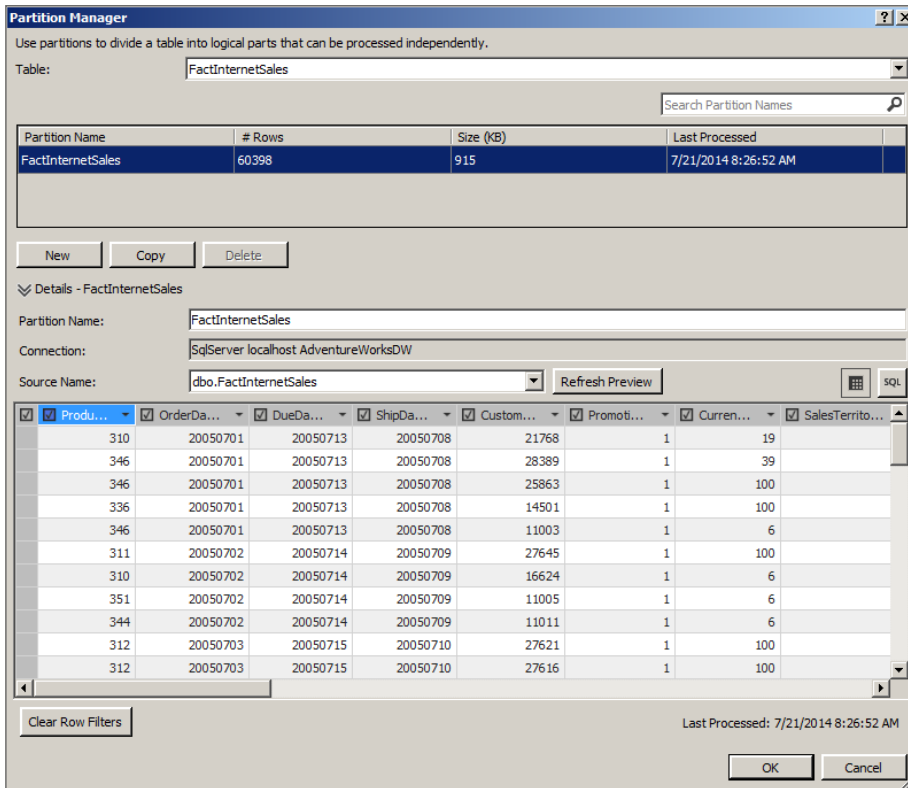 Partition Manager
Use partitions to divide a table into logical parts that can be processed independently.
Table: FactInternetSales
Search Partition Names
Partition Name # Rows Size (KB) Last Processed
FactInternetSales 60398 915 7/21/2014 8:26:52 AM
New Copy Delete
Details - FactInternetSales
Partition Name: FactInternetSales
Connection: SqlServer localhost AdventureWorksDW
Source Name: dbo.FactInternetSales Refresh Preview SQL
Produ... OrderDa... DueDa... ShipDa... Custom... Promoti... Curren... SalesTerrito...
310 20050701 20050713 20050708 21768 1 19
346 20050701 20050713 20050708 28389 1 39
346 20050701 20050713 20050708 25863 1 100
336 20050701 20050713 20050708 14501 1 100
346 20050701 20050713 20050708 11003 1 6
311 20050702 20050714 20050709 27645 1 100
310 20050702 20050714 20050709 16624 1 6
351 20050702 20050714 20050709 11005 1 6
344 20050702 20050714 20050709 11011 1 6
312 20050703 20050715 20050710 27621 1 100
312 20050703 20050715 20050710 27616 1 100
Clear Row Filters Last Processed: 7/21/2014 8:26:52 AM
OK Cancel